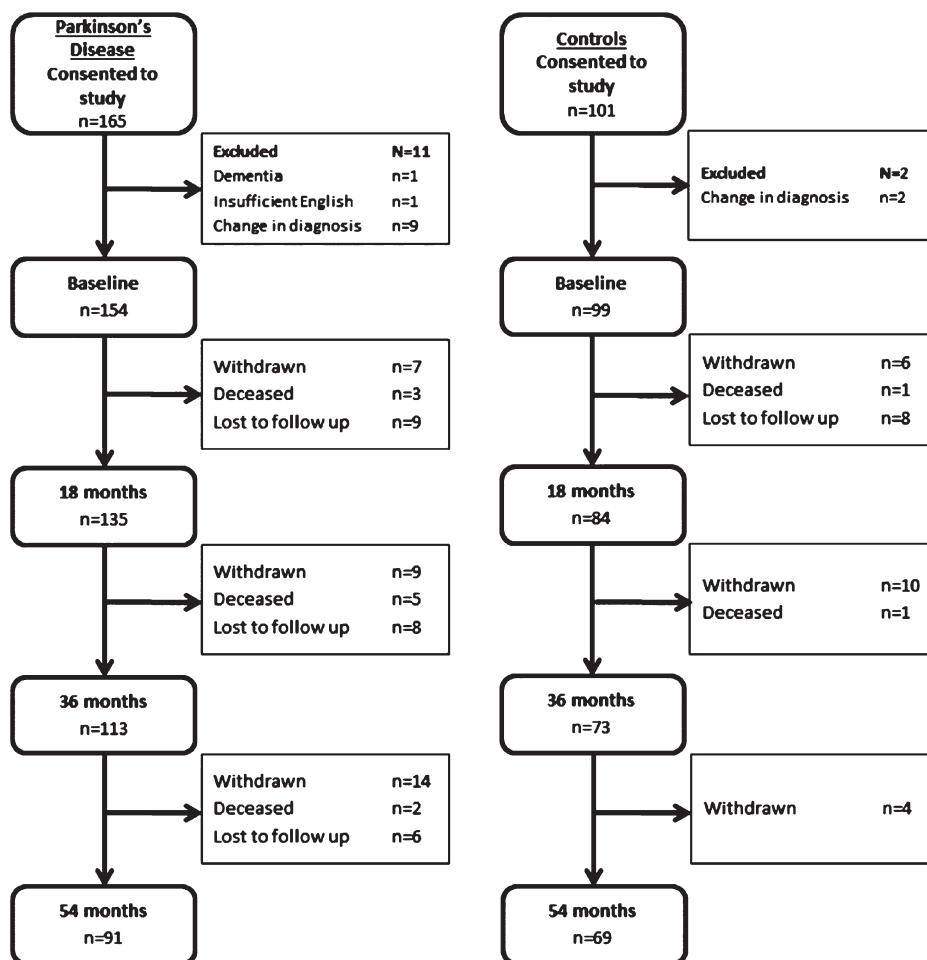 Parkinson's
Disease
Consented to
study
n=165
Excluded N=11
Dementia n=1
Insufficient English n=1
Change in diagnosis n=9
Baseline
n=154
Withdrawn n=7
Deceased n=3
Lost to follow up n=9
18 months
n=135
Withdrawn n=9
Deceased n=5
Lost to follow up n=8
36 months
n=113
Withdrawn n=14
Deceased n=2
Lost to follow up n=6
54 months
n=91
Controls
Consented to
study
n=101
Excluded N=2
Change in diagnosis n=2
Baseline
n=99
Withdrawn n=6
Deceased n=1
Lost to follow up n=8
18 months
n=84
Withdrawn n=10
Deceased n=1
36 months
n=73
Withdrawn n=4
54 months
n=69